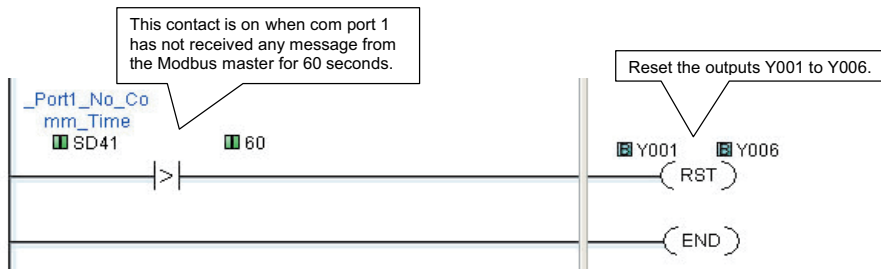 This contact is on when com port 1
has not received any message from
the Modbus master for 60 seconds.
Reset the outputs Y001 to Y006.
_Port1_No_Co
mm_Time
SD41
60
>
B Y001
B Y006
RST
END